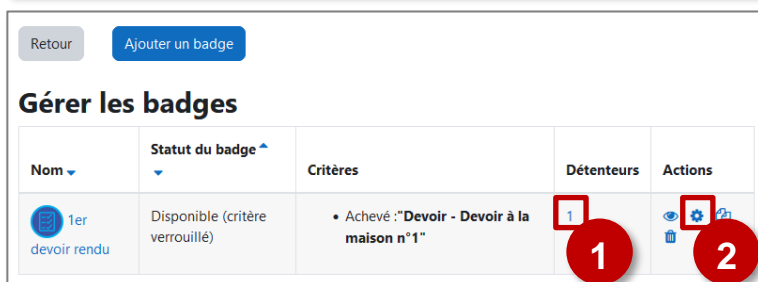 Retour Ajouter un badge
Gérer les badges
Statut du badge
Nom Critères Détenteurs Actions
1er Disponible (critère • Achevé :"Devoir - Devoir à la 1
devoir rendu verrouillé) maison n°1"
1 2